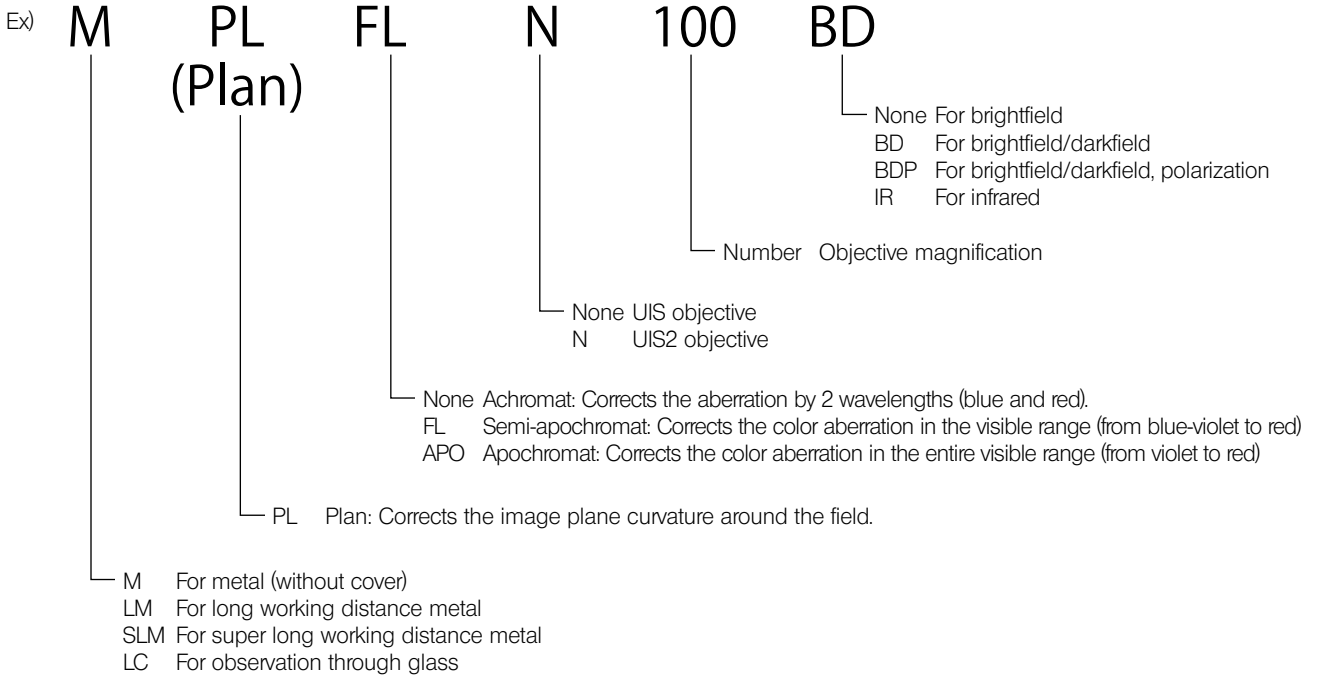 Ex) M PL FL N 100 BD
(Plan)
None For brightfield
BD For brightfield/darkfield
BDP For brightfield/darkfield, polarization
IR For infrared
Number Objective magnification
None UIS objective
N UIS2 objective
None Achromat: Corrects the aberration by 2 wavelengths (blue and red).
FL Semi-apochromat: Corrects the color aberration in the visible range (from blue-violet to red)
APO Apochromat: Corrects the color aberration in the entire visible range (from violet to red)
PL Plan: Corrects the image plane curvature around the field.
M For metal (without cover)
LM For long working distance metal
SLM For super long working distance metal
LC For observation through glass